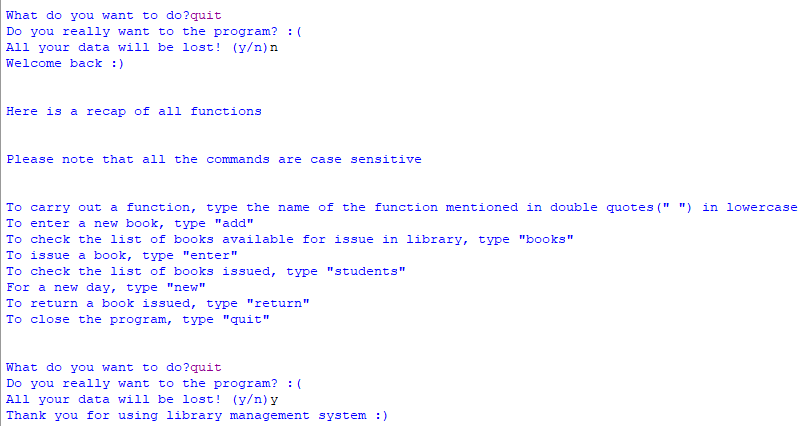 What do you want to do?quit
Do you really want to the program? :(
All your data will be lost! (y/n)n
Welcome back :)
Here is a recap of all functions
Please note that all the commands are case sensitive
To carry out a function, type the name of the function mentioned in double quotes(" ") in lowercase
To enter a new book, type "add"
To check the list of books available for issue in library, type "books"
To issue a book, type "enter"
To check the list of books issued, type "students"
For a new day, type "new"
To return a book issued, type "return"
To close the program, type "quit"
What do you want to do?quit
Do you really want to the program? :(
All your data will be lost! (y/n)y
Thank you for using library management system :)